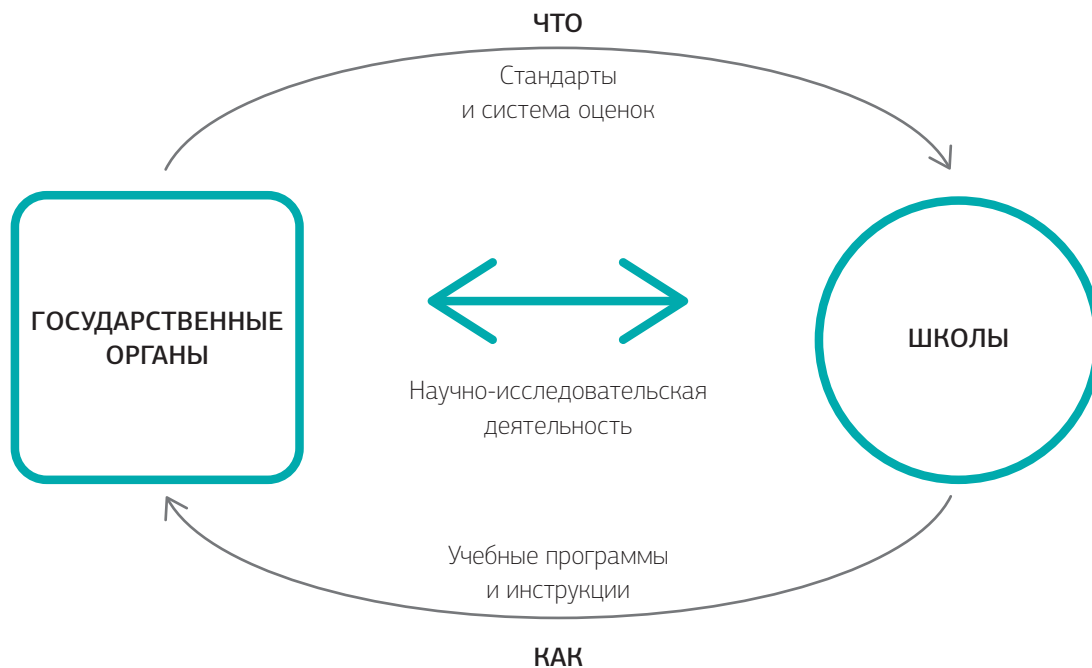 ЧТО
Стандарты
и система оценок
ГОСУДАРСТВЕННЫЕ
ОРГАНЫ
ШКОЛЫ
Научно-исследовательская
деятельность
Учебные программы
и инструкции
КАК